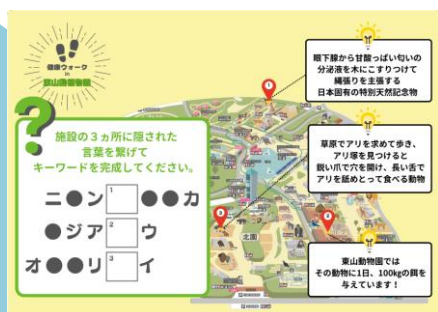 健康ウォーク
in
東山動植物園
施設の３ヵ所に隠された
言葉を繋げて
キーワードを完成してください。
ニ●ン1●●カ
●ジア2ウ
オ●●リ3イ
眼下腺から甘酸っぱい匂いの
分泌液を木にこすりつけて
縄張りを主張する
日本固有の特別天然記念物
草原でアリを求めて歩き、
アリ塚を見つけると
鋭い爪で穴を開け、長い舌で
アリを舐めとって食べる動物
東山動物園では
その動物に1日、100kgの餌を
与えています！
北園